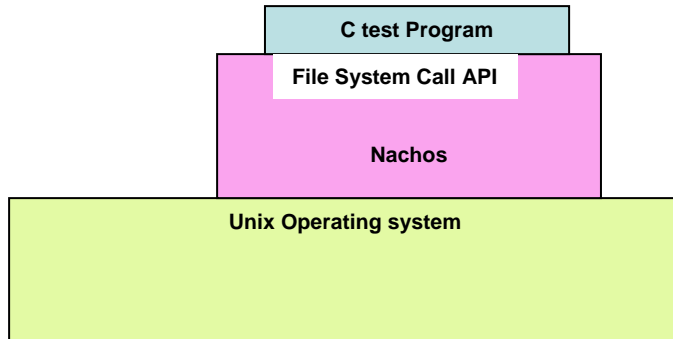 C test Program
File System Call API
Nachos
Unix Operating system